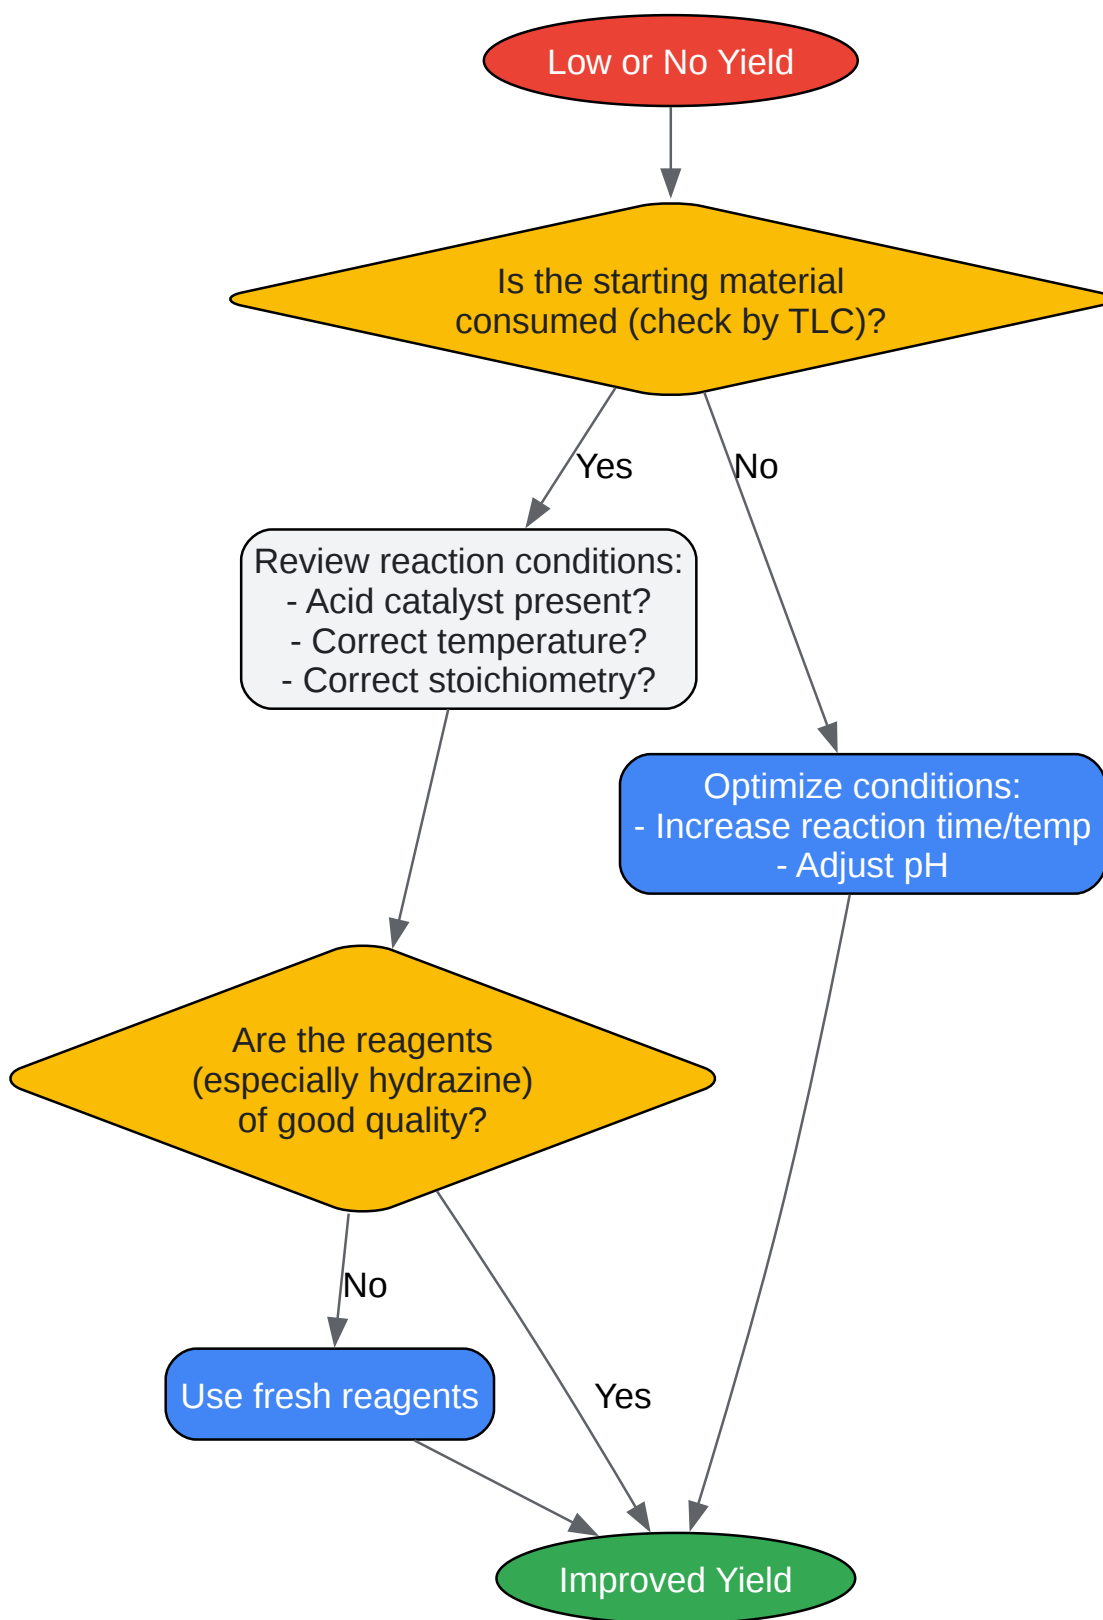 Low or No Yield
Is the starting material
consumed (check by TLC)?
Yes
No
Review reaction conditions:
- Acid catalyst present?
- Correct temperature?
- Correct stoichiometry?
Optimize conditions:
- Increase reaction time/temp
- Adjust pH
Are the reagents
(especially hydrazine)
of good quality?
No
Use fresh reagents
Yes
Improved Yield